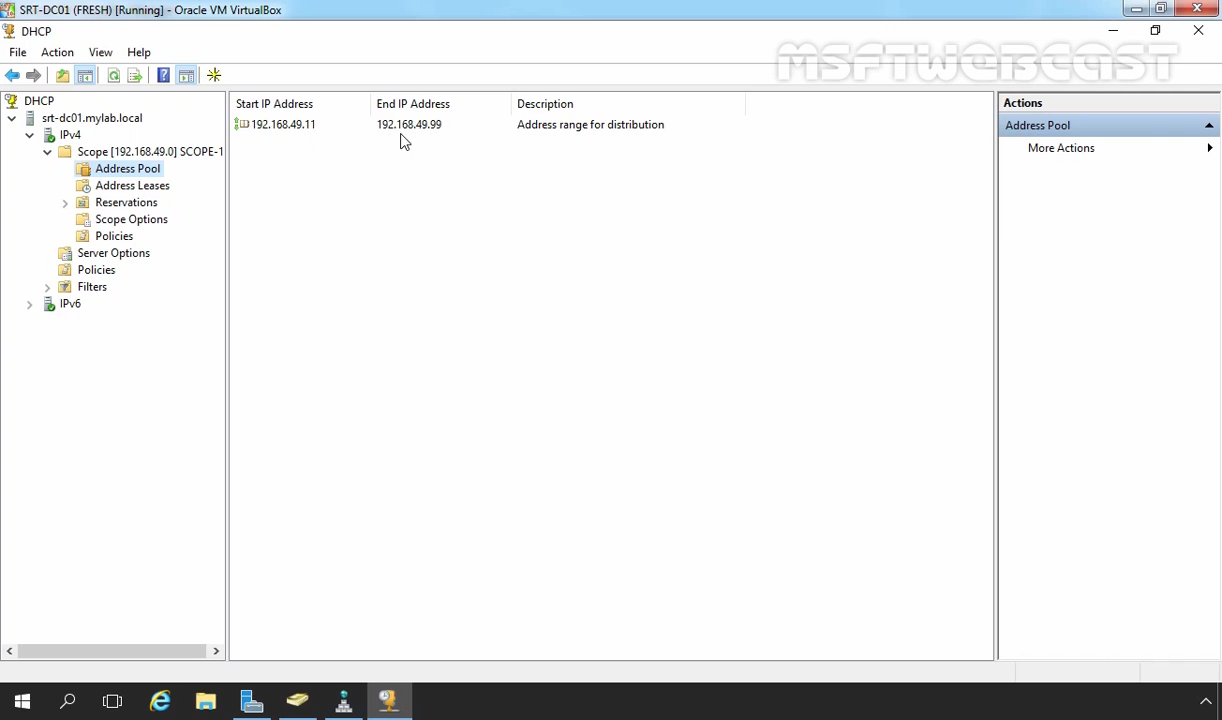 SRT-DC01 (FRESH) [Running] - Oracle VM VirtualBox
DHCP
MSFTWEBCAST
File Action View Help
DHCP
srt-dc01.mylab.local
IPv4
Scope [192.168.49.0] SCOPE-1
Address Pool
Address Leases
Reservations
Scope Options
Policies
Server Options
Policies
Filters
IPv6
Start IP Address End IP Address Description
192.168.49.11 192.168.49.99 Address range for distribution
Actions
Address Pool
More Actions